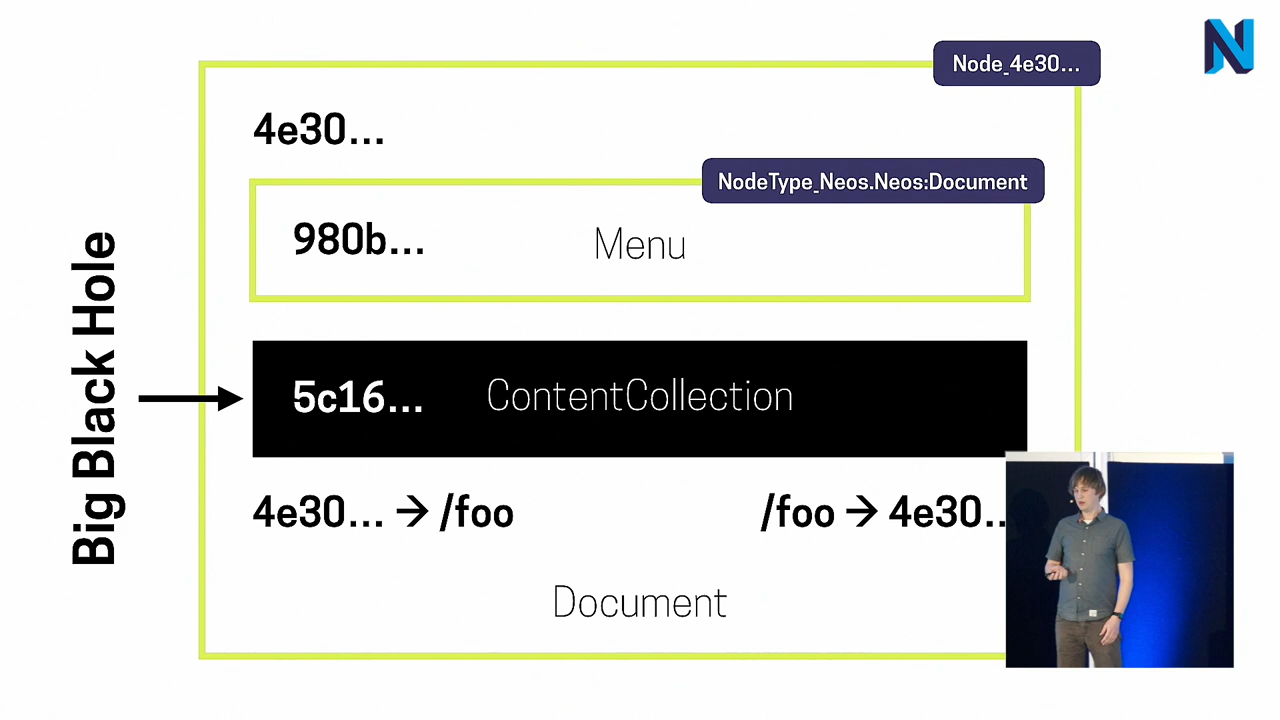 Node_4e30...
4e30...
NodeType_Neos.Neos:Document
980b...
Menu
Big Black Hole
5c16...
ContentCollection
4e30... → /foo
/foo → 4e30..
Document